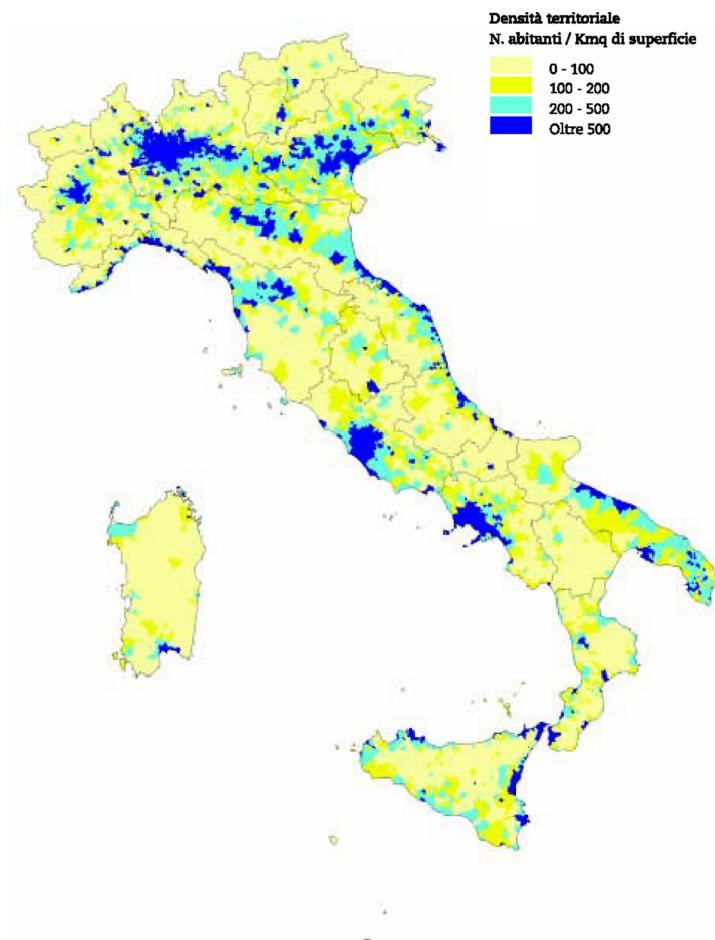 Densità territoriale
N. abitanti / Kmq di superficie
0 - 100
100 - 200
200 - 500
Oltre 500